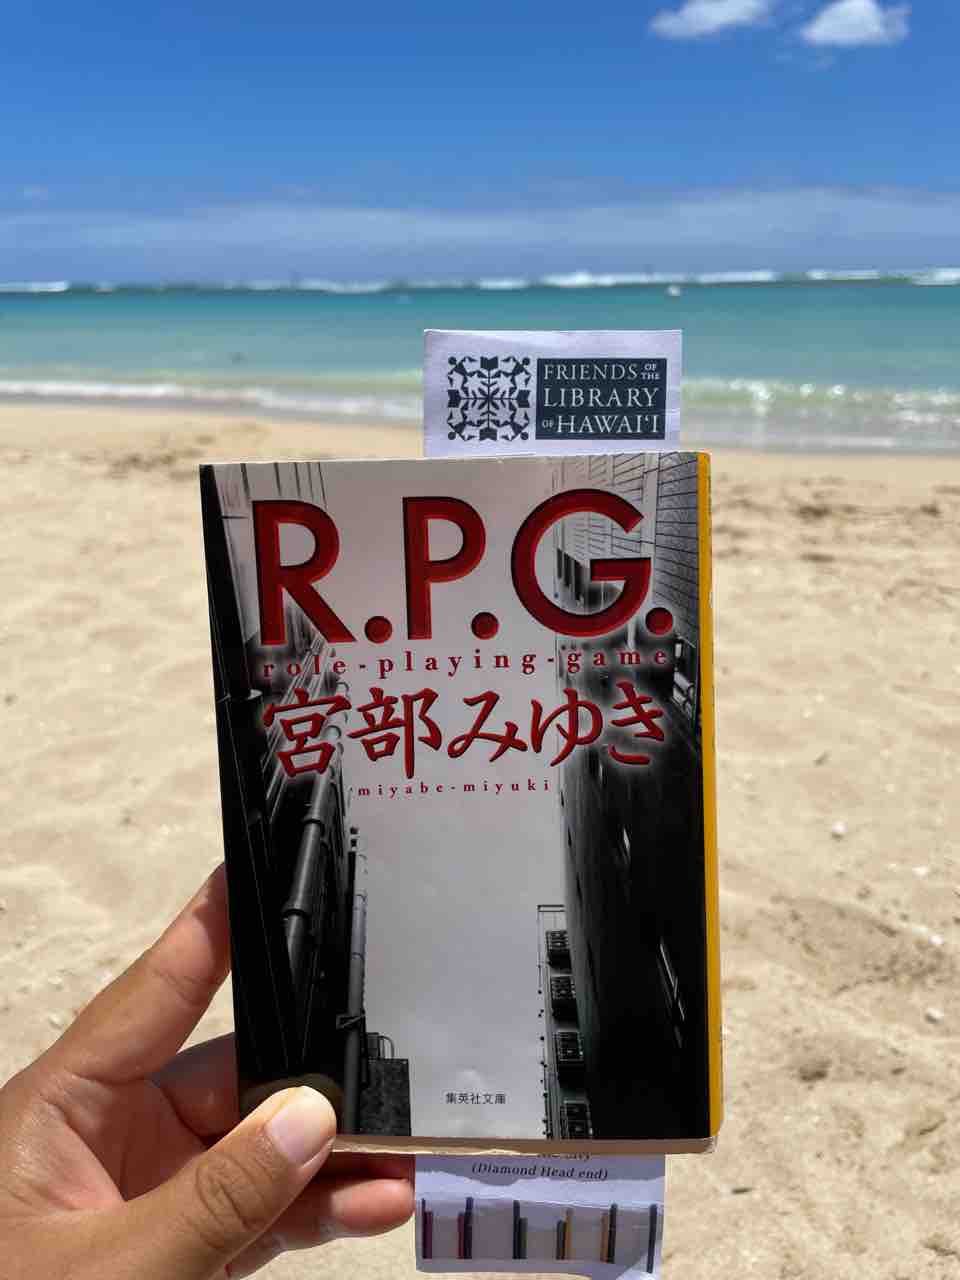 FRIENDS OF THE
LIBRARY
OF HAWAIʻI
R.P.G.
role-playing-game
宮部みゆき
miyabe-miyuki
集英社文庫
(Diamond Head end)